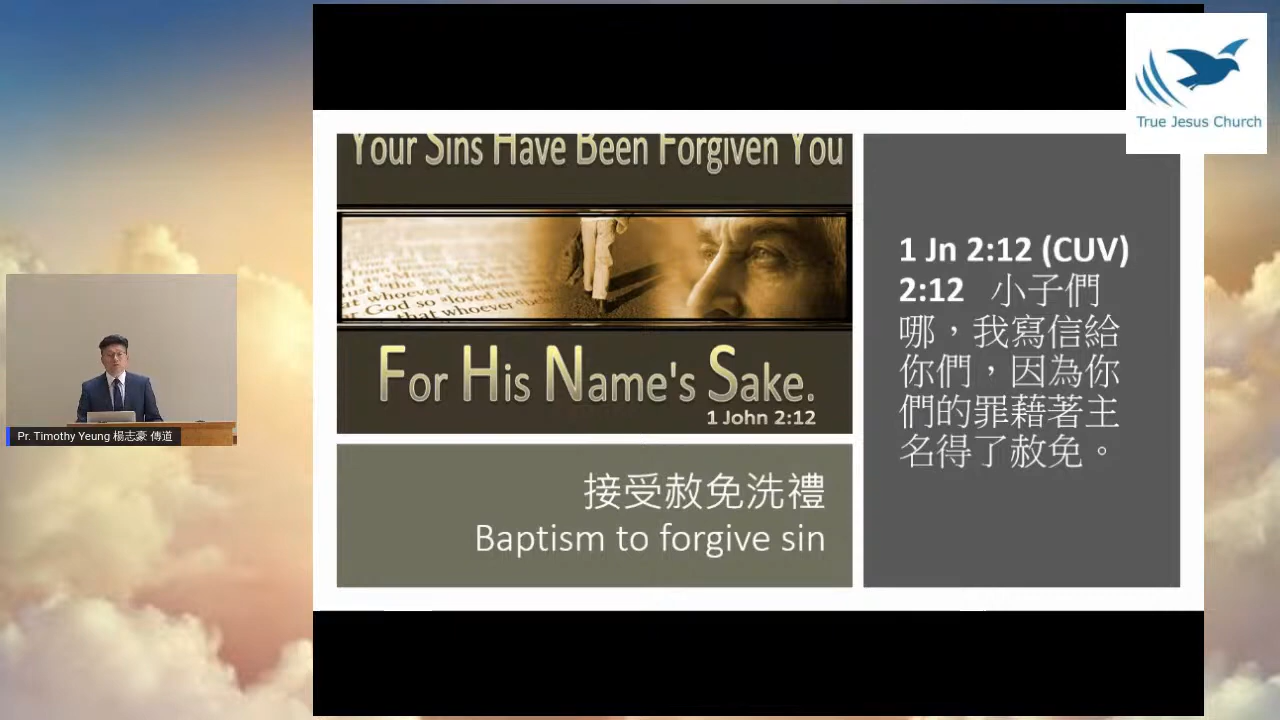 True Jesus Church
Your Sins Have Been Forgiven You
For His Name's Sake.
1 John 2:12
接受赦免洗禮
Baptism to forgive sin
1 Jn 2:12 (CUV)
2:12 小子們
哪，我寫信給
你們，因為你
們的罪藉著主
名得了赦免。
Pr. Timothy Yeung 楊志豪 傳道